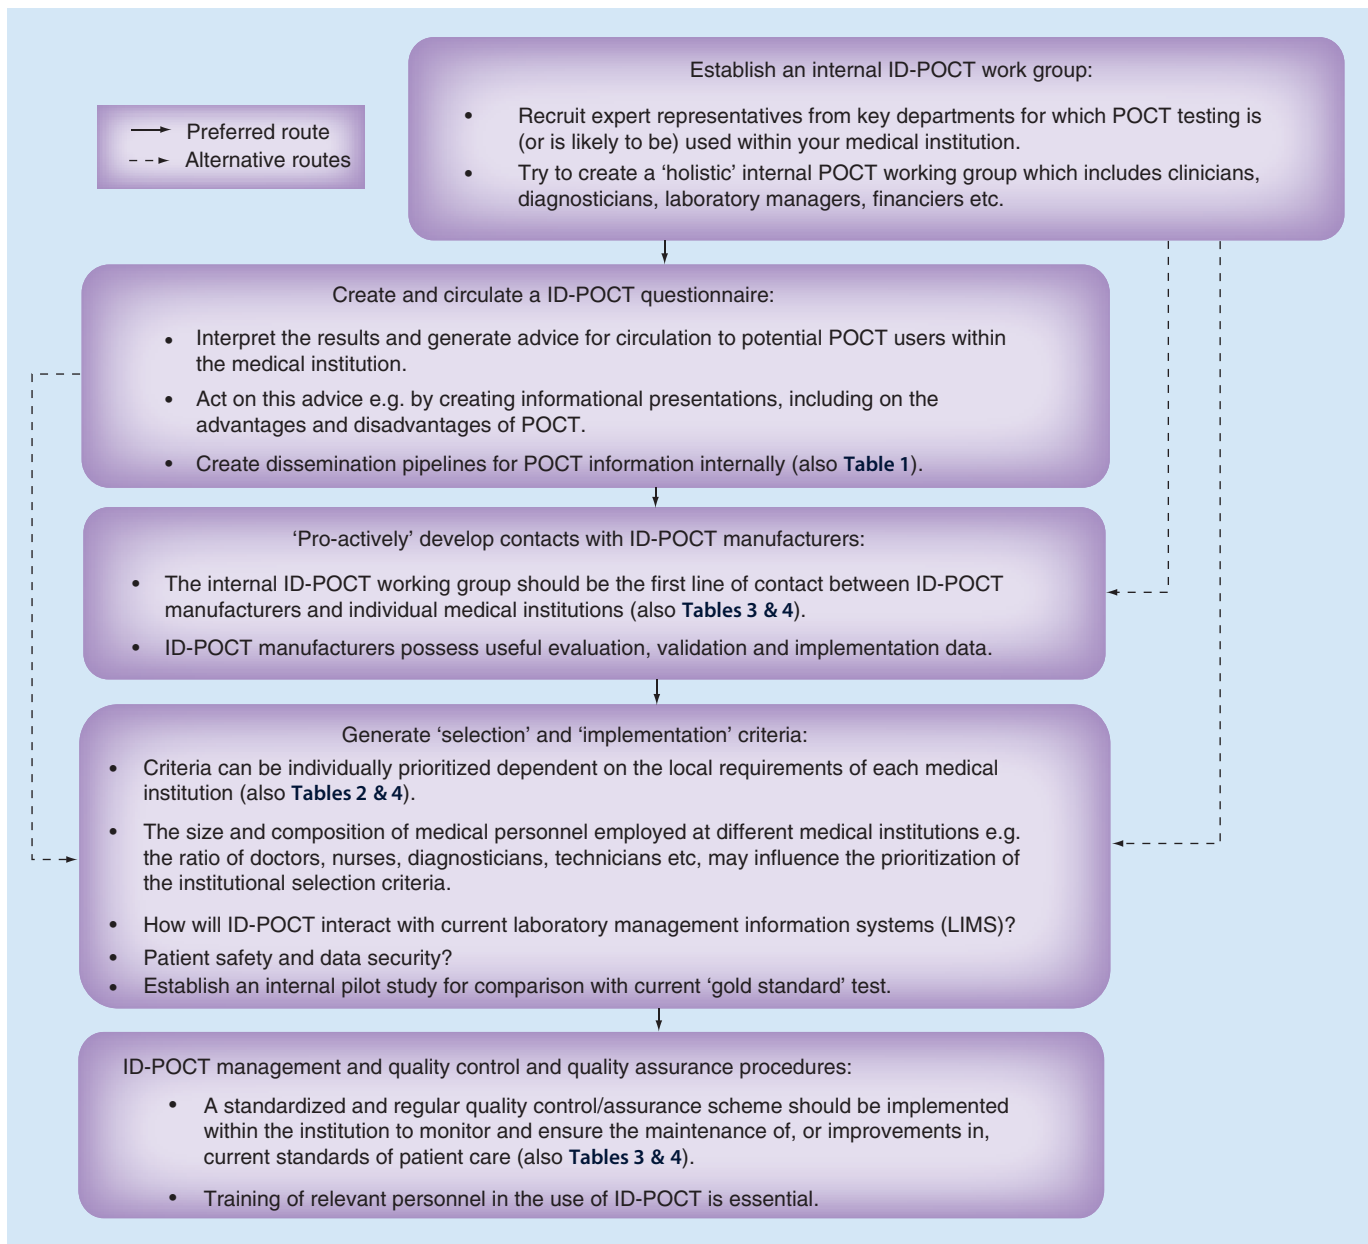 Establish an internal ID-POCT work group:
• Recruit expert representatives from key departments for which POCT testing is
(or is likely to be) used within your medical institution.
• Try to create a ‘holistic’ internal POCT working group which includes clinicians,
diagnosticians, laboratory managers, financiers etc.
Preferred route
Alternative routes
Create and circulate a ID-POCT questionnaire:
• Interpret the results and generate advice for circulation to potential POCT users within
the medical institution.
• Act on this advice e.g. by creating informational presentations, including on the
advantages and disadvantages of POCT.
• Create dissemination pipelines for POCT information internally (also Table 1).
‘Pro-actively’ develop contacts with ID-POCT manufacturers:
• The internal ID-POCT working group should be the first line of contact between ID-POCT
manufacturers and individual medical institutions (also Tables 3 & 4).
• ID-POCT manufacturers possess useful evaluation, validation and implementation data.
Generate ‘selection’ and ‘implementation’ criteria:
• Criteria can be individually prioritized dependent on the local requirements of each medical
institution (also Tables 2 & 4).
• The size and composition of medical personnel employed at different medical institutions e.g.
the ratio of doctors, nurses, diagnosticians, technicians etc, may influence the prioritization of
the institutional selection criteria.
• How will ID-POCT interact with current laboratory management information systems (LIMS)?
• Patient safety and data security?
• Establish an internal pilot study for comparison with current ‘gold standard’ test.
ID-POCT management and quality control and quality assurance procedures:
• A standardized and regular quality control/assurance scheme should be implemented
within the institution to monitor and ensure the maintenance of, or improvements in,
current standards of patient care (also Tables 3 & 4).
• Training of relevant personnel in the use of ID-POCT is essential.